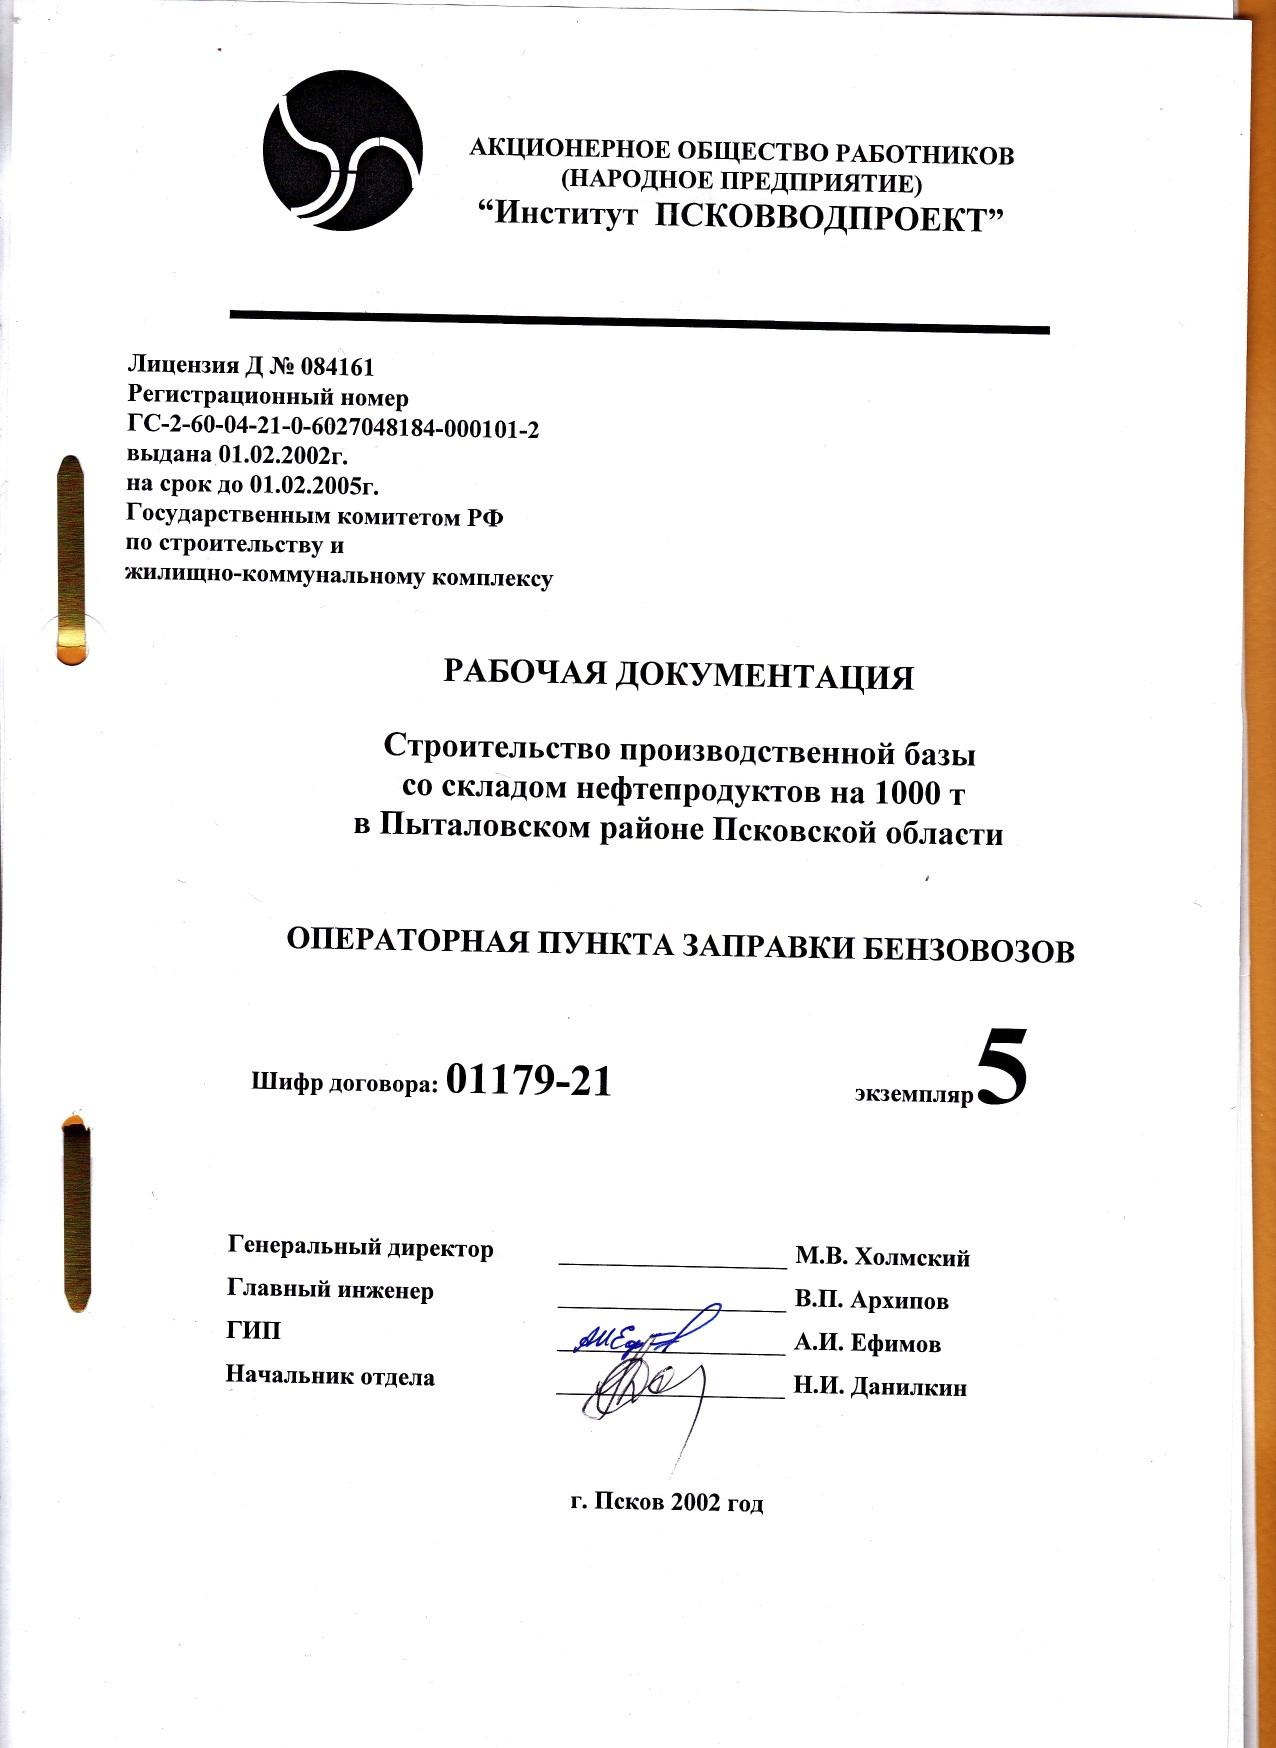 АКЦИОНЕРНОЕ ОБЩЕСТВО РАБОТНИКОВ
(НАРОДНОЕ ПРЕДПРИЯТИЕ)
“Институт ПСКОВВОДПРОЕКТ”
Лицензия Д № 084161
Регистрационный номер
ГС-2-60-04-21-0-6027048184-000101-2
выдана 01.02.2002г.
на срок до 01.02.2005г.
Государственным комитетом РФ
по строительству и
жилищно-коммунальному комплексу
РАБОЧАЯ ДОКУМЕНТАЦИЯ
Строительство производственной базы
со складом нефтепродуктов на 1000 т
в Пыталовском районе Псковской области
ОПЕРАТОРНАЯ ПУНКТА ЗАПРАВКИ БЕНЗОВОЗОВ
Шифр договора: 01179-21 экземпляр 5
Генеральный директор М.В. Холмский
Главный инженер В.П. Архипов
ГИП А.И. Ефимов
Начальник отдела Н.И. Данилкин
г. Псков 2002 год